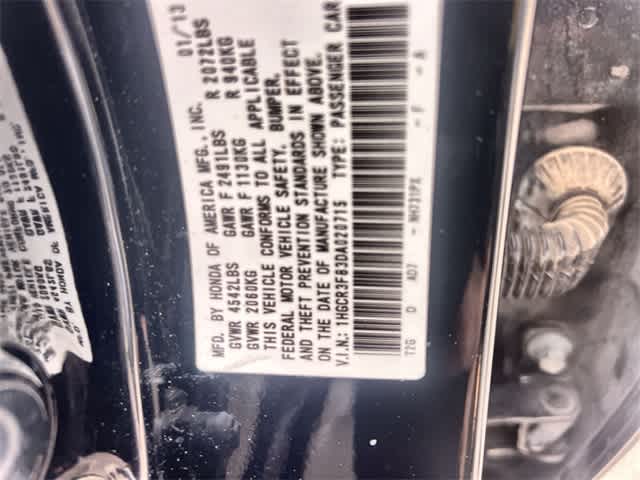 MFD. BY HONDA OF AMERICA MFG., INC. 01/13
GVWR 4542LBS GAWR F 2491LBS R 2072LBS
GVWR 2060KG GAWR F 1130KG R 940KG
THIS VEHICLE CONFORMS TO ALL APPLICABLE
FEDERAL MOTOR VEHICLE SAFETY, BUMPER,
AND THEFT PREVENTION STANDARDS IN EFFECT
ON THE DATE OF MANUFACTURE SHOWN ABOVE.
V.I.N.: 1HGCR3F83DA020715 TYPE: PASSENGER CAR
T2G D AD7 - NH731PX - F - A